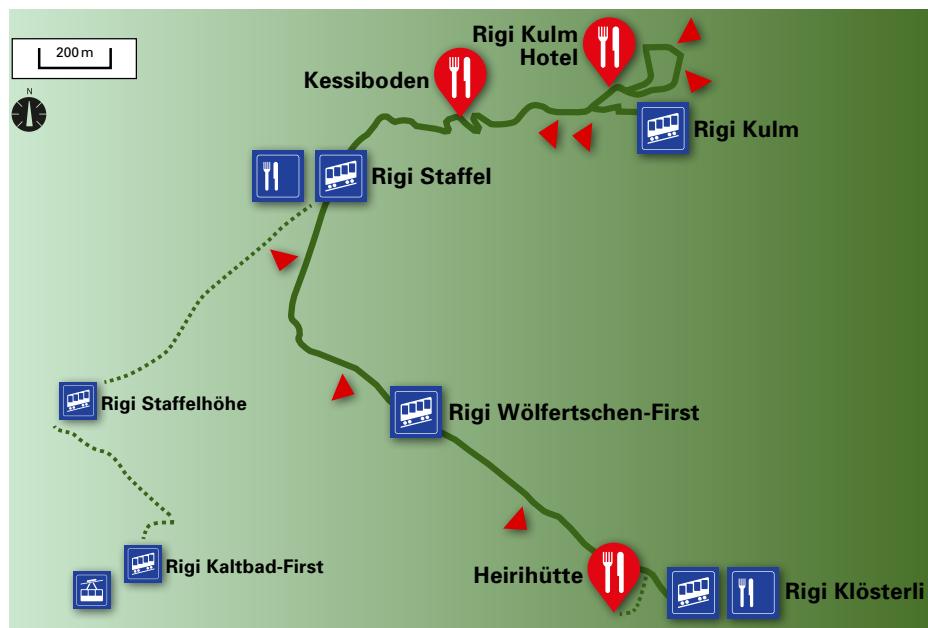 200 m
N
Rigi Kulm
Hotel
Kessiboden
Rigi Kulm
Rigi Staffel
Rigi Staffelhöhe
Rigi Wölfertschen-First
Rigi Kaltbad-First
Heirihütte
Rigi Klösterli